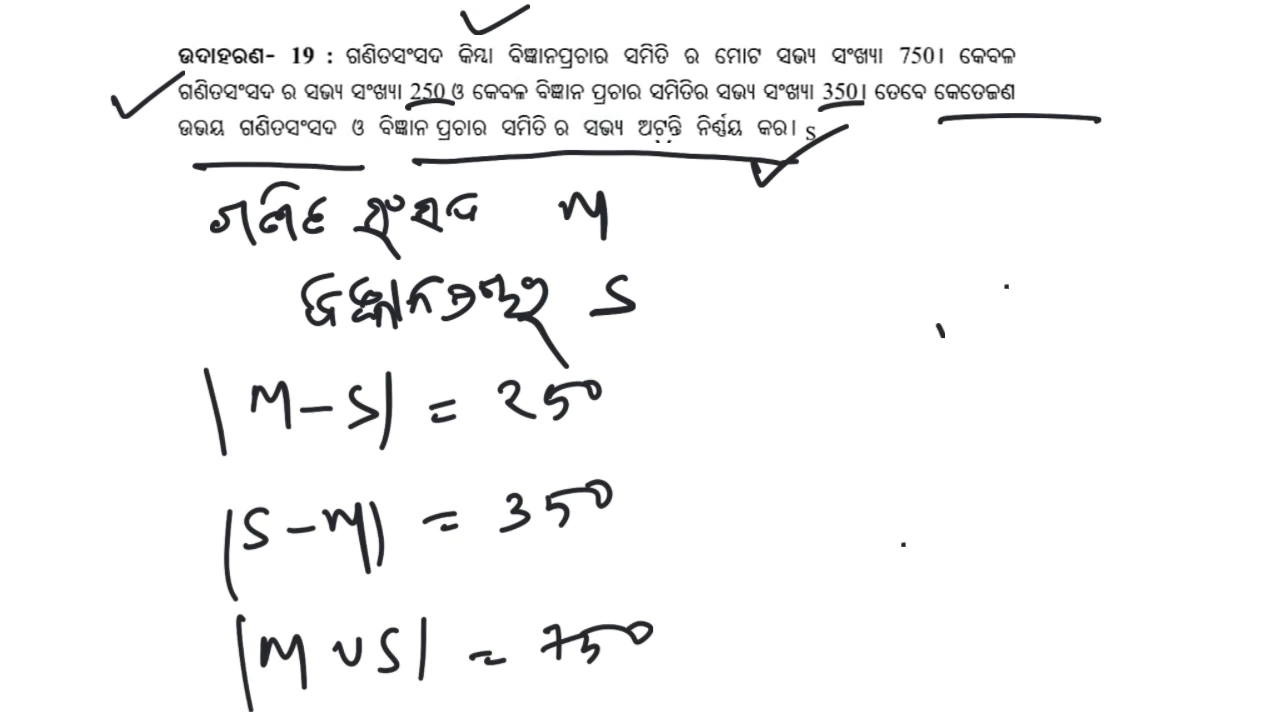 ଉଦାହରଣ- 19 : ଗଣିତସଂସଦ କିମ୍ବା ବିଜ୍ଞାନପ୍ରଚାର ସମିତି ର ମୋଟ ସଭ୍ୟ ସଂଖ୍ୟା 750। କେବଳ
ଗଣିତସଂସଦ ର ସଭ୍ୟ ସଂଖ୍ୟା 250 ଓ କେବଳ ବିଜ୍ଞାନ ପ୍ରଚାର ସମିତିର ସଭ୍ୟ ସଂଖ୍ୟା 350। ତେବେ କେତେଜଣ
ଉଭୟ ଗଣିତସଂସଦ ଓ ବିଜ୍ଞାନ ପ୍ରଚାର ସମିତି ର ସଭ୍ୟ ଅଟନ୍ତି ନିର୍ଣ୍ଣୟ କର। S
ଗଣିତ ସଂସଦ M
ବିଜ୍ଞାନପ୍ରଚାର S
|M-S| = 250
|S-M| = 350
|M∪S| = 750